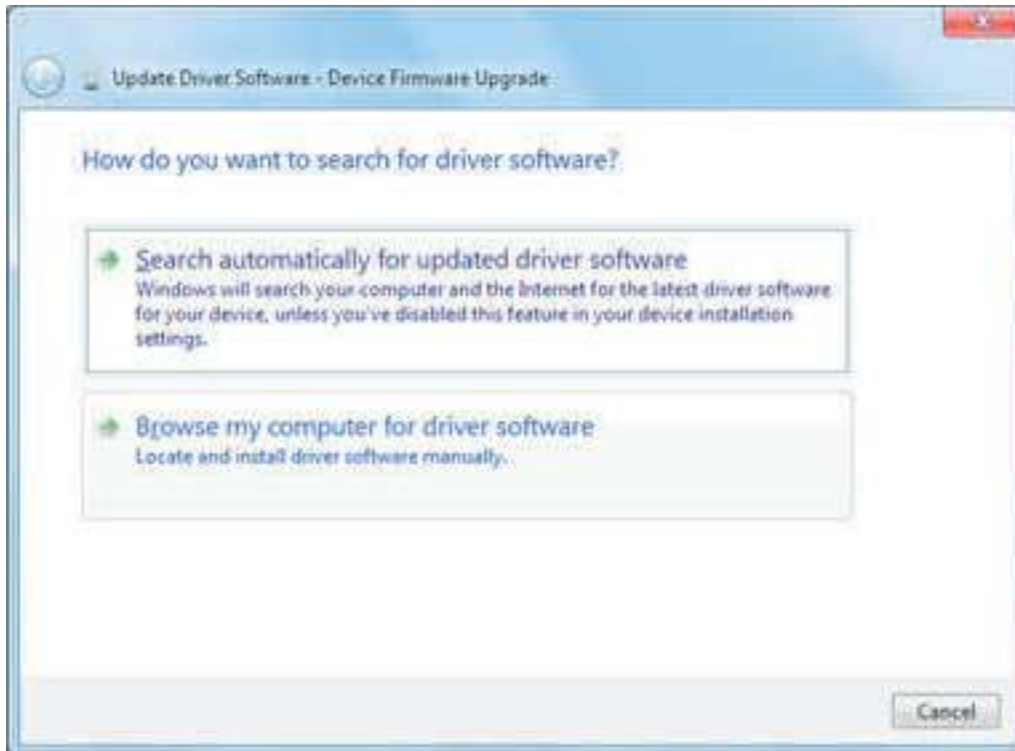 Update Driver Software - Device Firmware Upgrade
How do you want to search for driver software?
Search automatically for updated driver software
Windows will search your computer and the Internet for the latest driver software
for your device, unless you've disabled this feature in your device installation
settings.
Browse my computer for driver software
Locate and install driver software manually.
Cancel